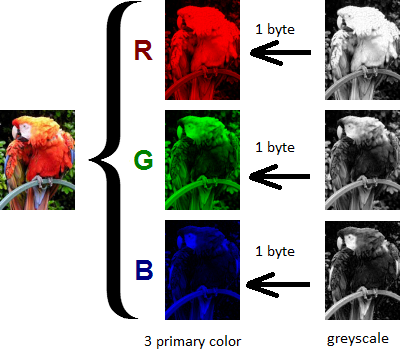 R
1 byte
G
1 byte
B
1 byte
3 primary color
greyscale